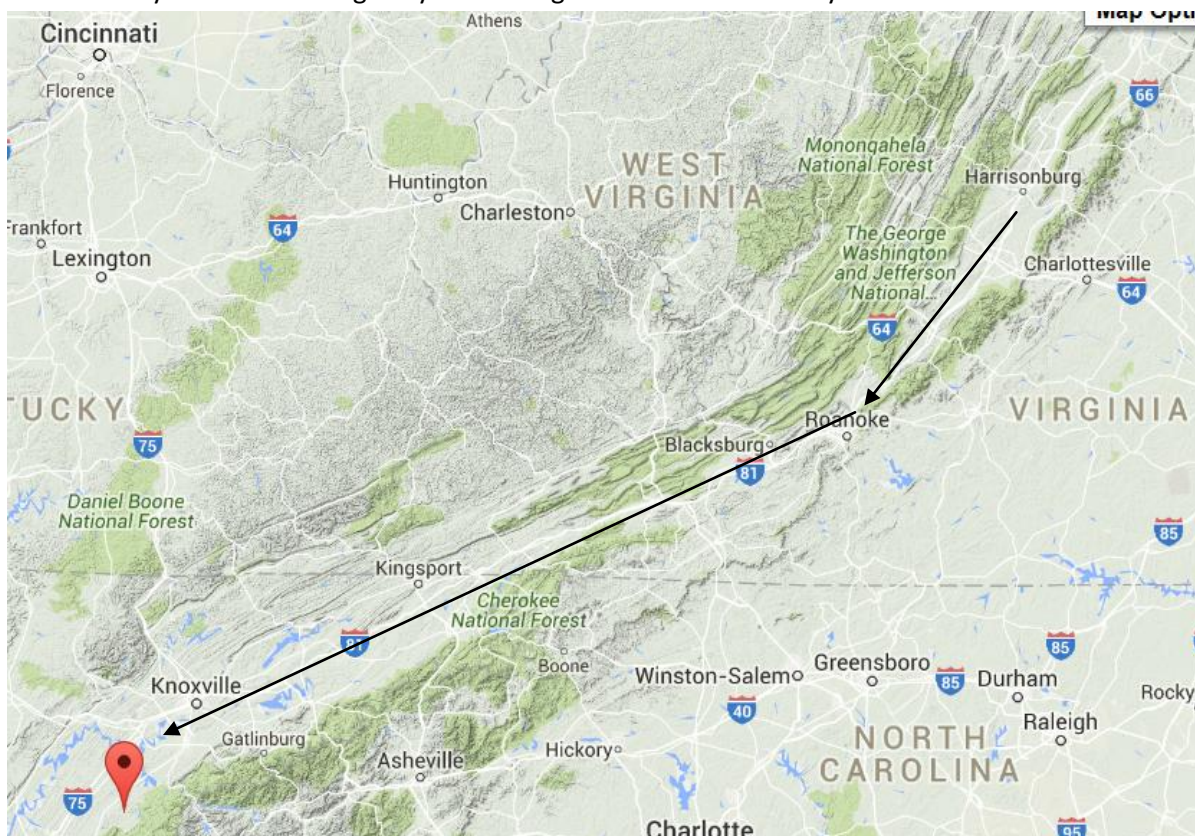 Athens
Map Opti
Cincinnati
Florence
66
Monongahela
National Forest
WEST
VIRGINIA
Harrisonburg
Huntington
Charleston
Frankfort
64
Lexington
The George
Washington
and Jefferson
National...
Charlottesville
64
64
TUCKY
75
Roanoke
VIRGINIA
Blacksburg
81
Daniel Boone
National Forest
85
Kingsport
Cherokee
National Forest
81
Boone
85
Winston-Salem
Greensboro
85
Durham
Knoxville
Rocky
40
Raleigh
Gatlinburg
Asheville
Hickory
NORTH
CAROLINA
75
Charlotte
95